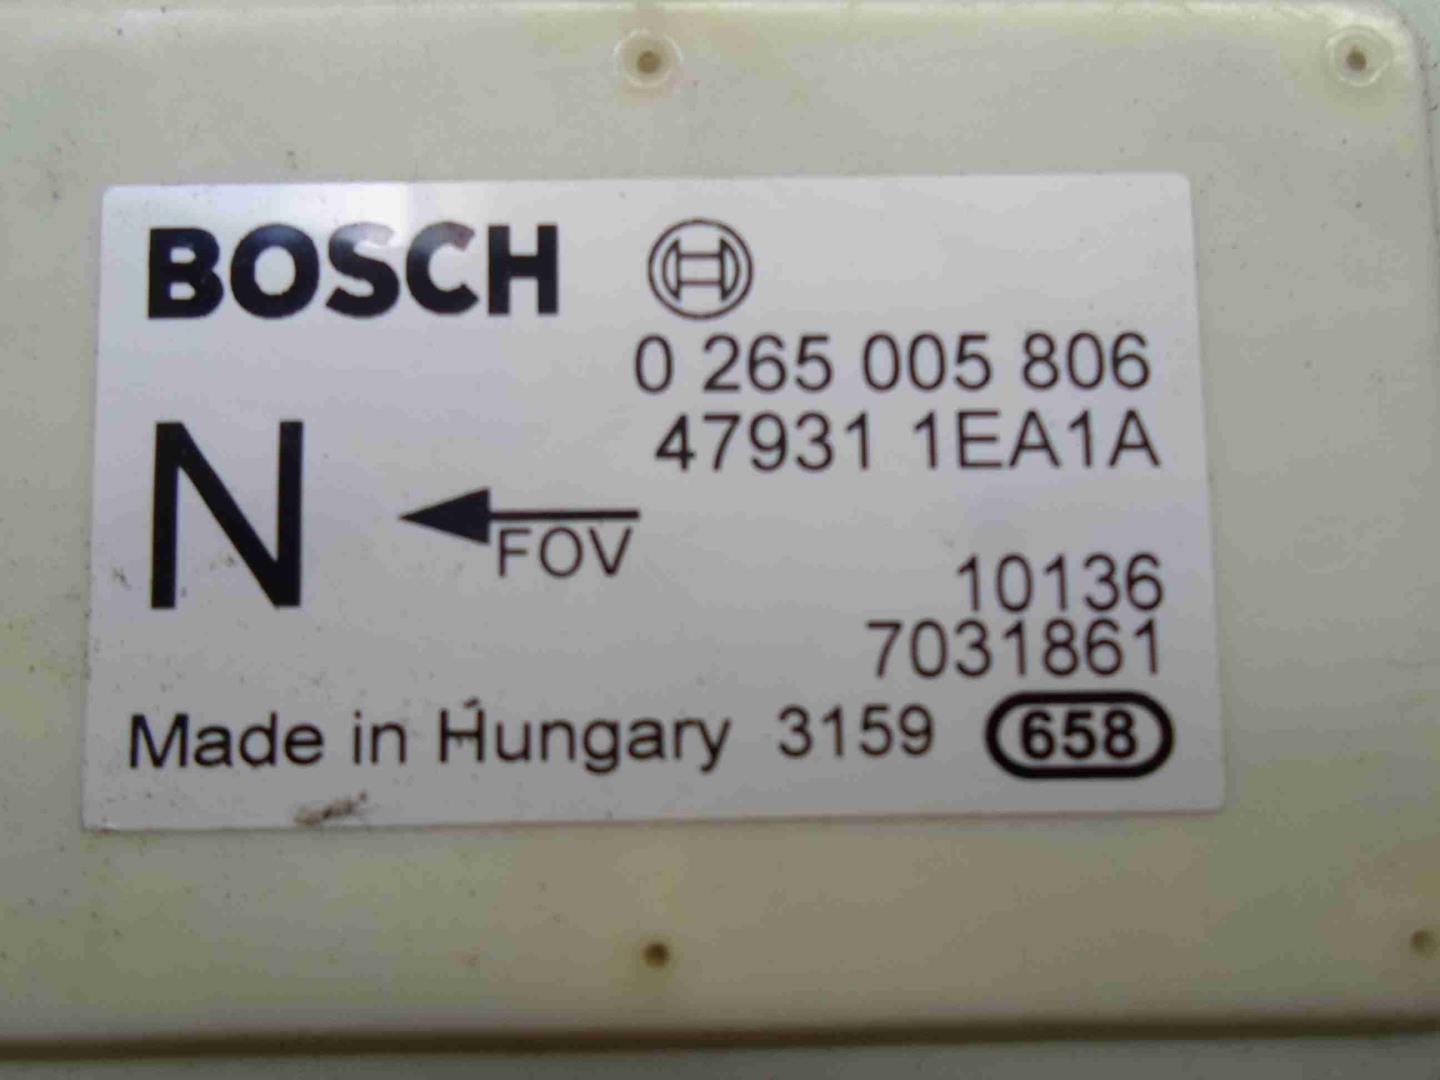 BOSCH
0 265 005 806
47931 1EA1A
N
FOV
10136
7031861
Made in Hungary 3159 658